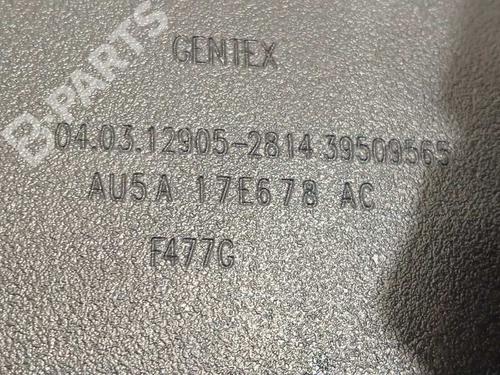 B-PARTS
GENTEX
04.03.12905-2814 39509565
AU5A 17E678 AC
F477G